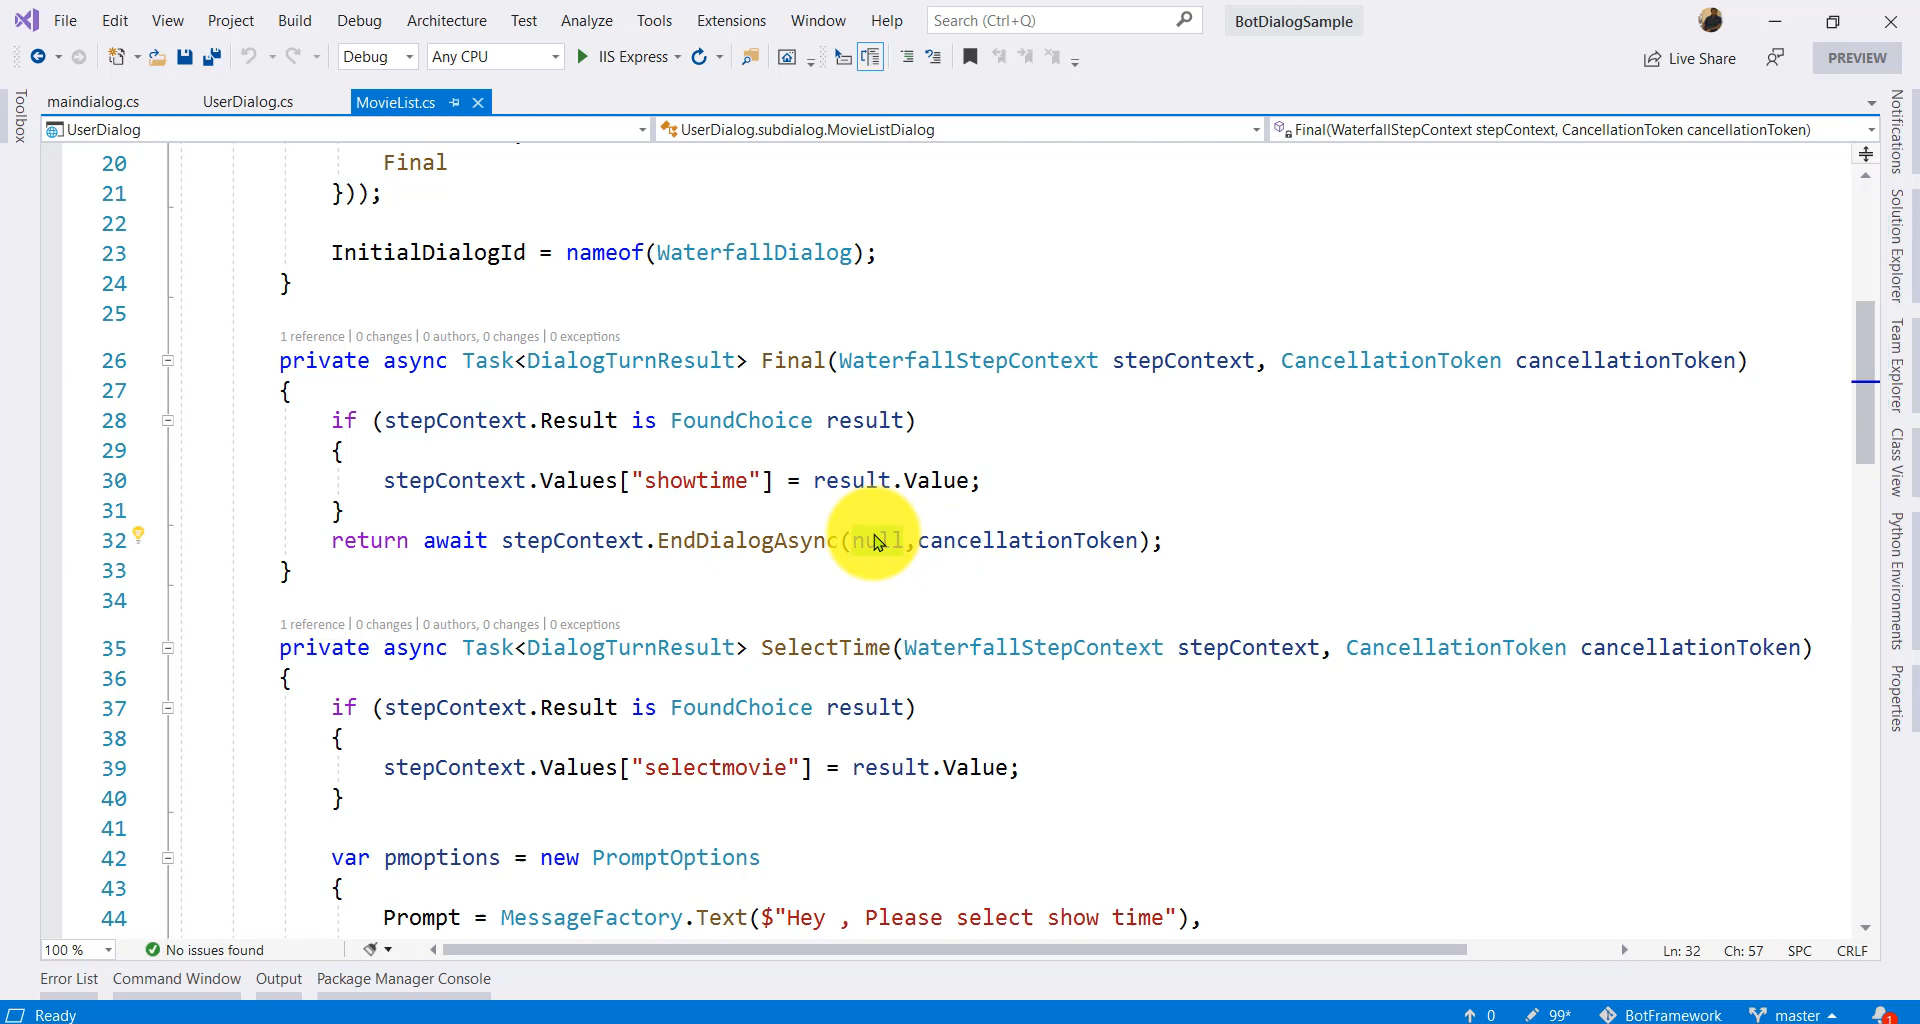 File Edit View Project Build Debug Architecture Test Analyze Tools Extensions Window Help Search (Ctrl+Q) BotDialogSample
Debug Any CPU IIS Express Live Share PREVIEW
Toolbox
maindialog.cs UserDialog.cs MovieList.cs
UserDialog UserDialog.subdialog.MovieListDialog Final(WaterfallStepContext stepContext, CancellationToken cancellationToken)
20 Final
21 }));
22
23 InitialDialogId = nameof(WaterfallDialog);
24 }
25
1 reference | 0 changes | 0 authors, 0 changes | 0 exceptions
26 private async Task<DialogTurnResult> Final(WaterfallStepContext stepContext, CancellationToken cancellationToken)
27 {
28 if (stepContext.Result is FoundChoice result)
29 {
30 stepContext.Values["showtime"] = result.Value;
31 }
32 return await stepContext.EndDialogAsync(null,cancellationToken);
33 }
34
1 reference | 0 changes | 0 authors, 0 changes | 0 exceptions
35 private async Task<DialogTurnResult> SelectTime(WaterfallStepContext stepContext, CancellationToken cancellationToken)
36 {
37 if (stepContext.Result is FoundChoice result)
38 {
39 stepContext.Values["selectmovie"] = result.Value;
40 }
41
42 var pmoptions = new PromptOptions
43 {
44 Prompt = MessageFactory.Text($"Hey , Please select show time"),
Notifications
Solution Explorer
Team Explorer
Class View
Python Environments
Properties
100 % No issues found Ln: 32 Ch: 57 SPC CRLF
Error List Command Window Output Package Manager Console
Ready 0 99* BotFramework master 1